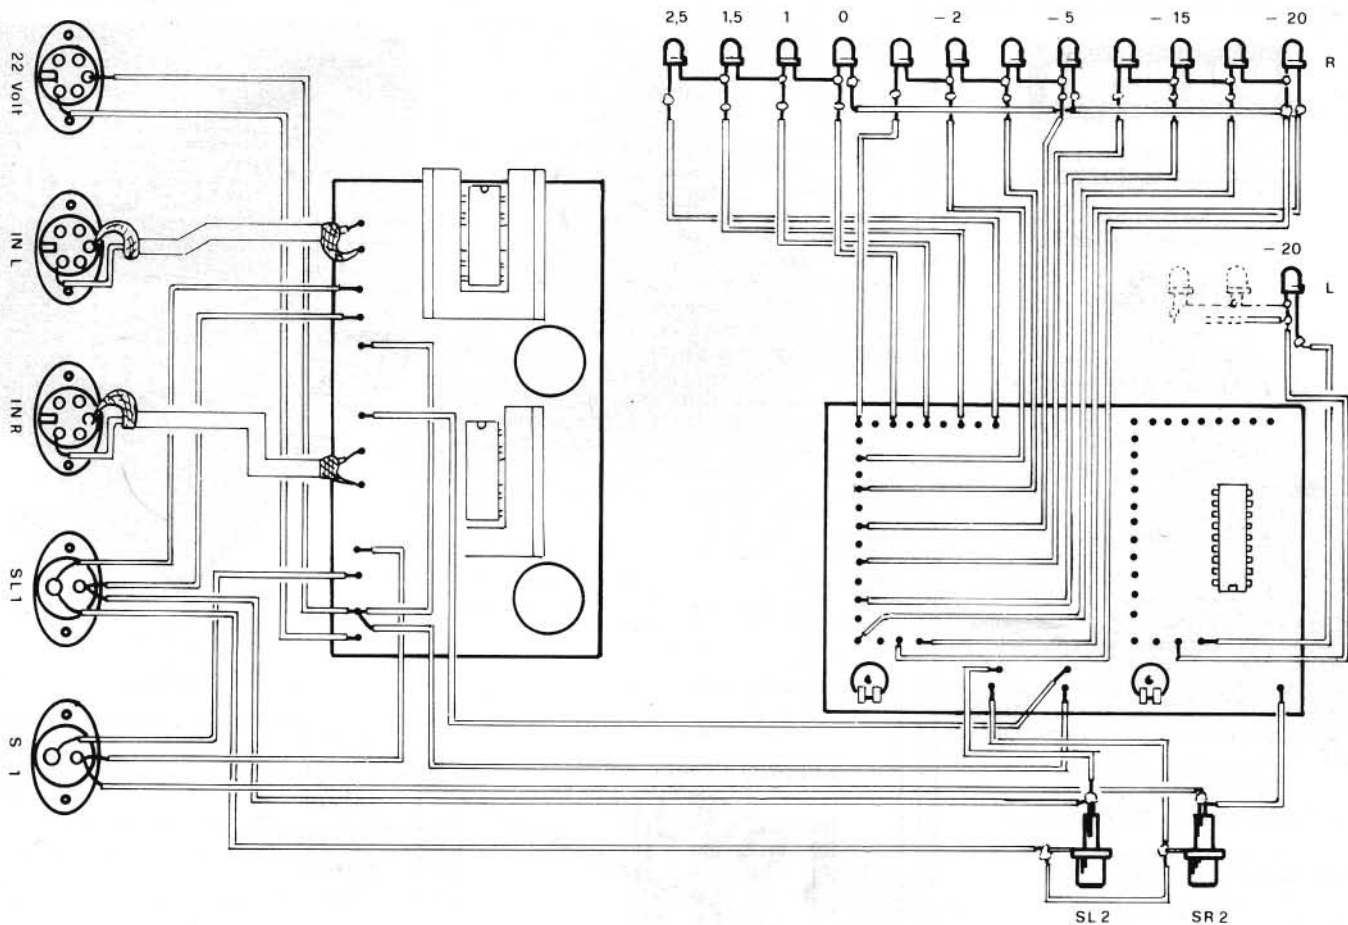 2,5 1,5 1 0 – 2 – 5 – 15 – 20
R
22 Volt
IN L
– 20
L
IN R
SL 1
S 1
SL 2 SR 2